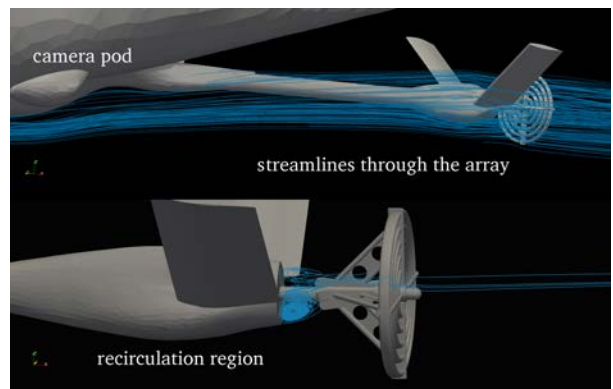 camera pod
streamlines through the array
recirculation region